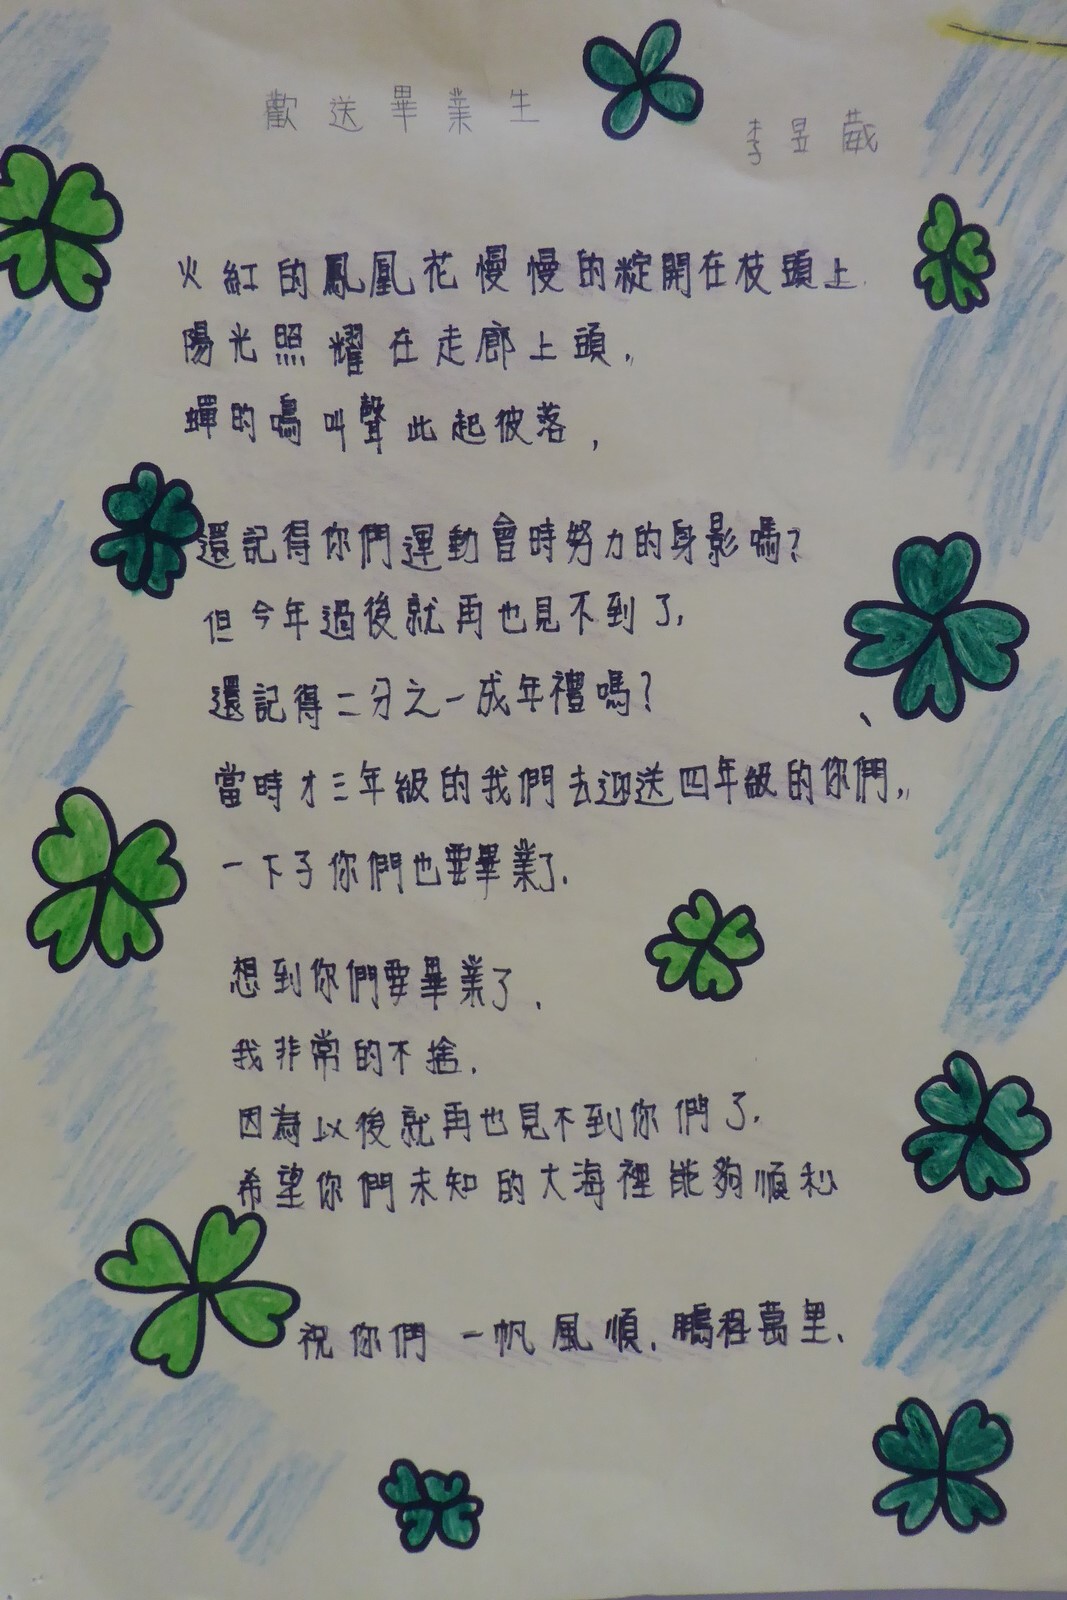 歡送畢業生
李昱葳
火紅的鳳凰花慢慢的綻開在枝頭上
陽光照耀在走廊上頭,
蟬的鳴叫聲此起彼落,
還記得你們運動會時努力的身影嗎?
但今年過後就再也見不到了,
還記得二分之一成年禮嗎?
當時才三年級的我們去迎送四年級的你們,,
一下子你們也要畢業了,
想到你們要畢業了,
我非常的不捨,
因為以後就再也見不到你們了,
希望你們未知的大海裡能夠順利
祝你們 一帆風順,鵬程萬里、